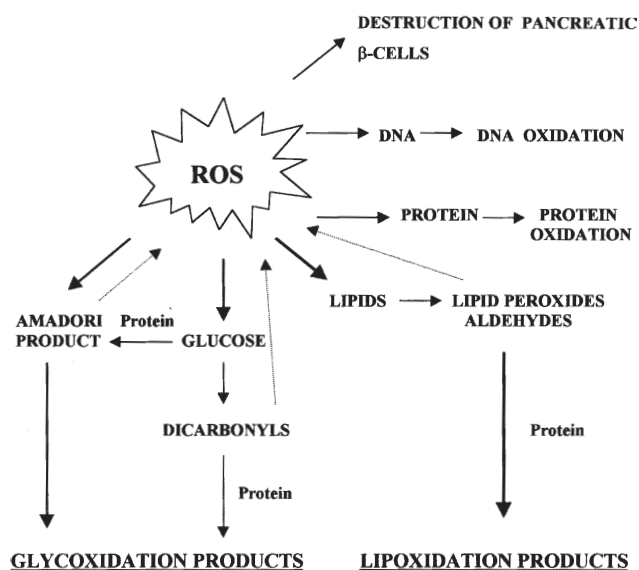 DESTRUCTION OF PANCREATIC
β-CELLS
DNA
DNA OXIDATION
ROS
PROTEIN
PROTEIN
OXIDATION
LIPIDS
LIPID PEROXIDES
ALDEHYDES
AMADORI
PRODUCT
Protein
GLUCOSE
DICARBONYLS
Protein
Protein
GLYCOXIDATION PRODUCTS
LIPOXIDATION PRODUCTS